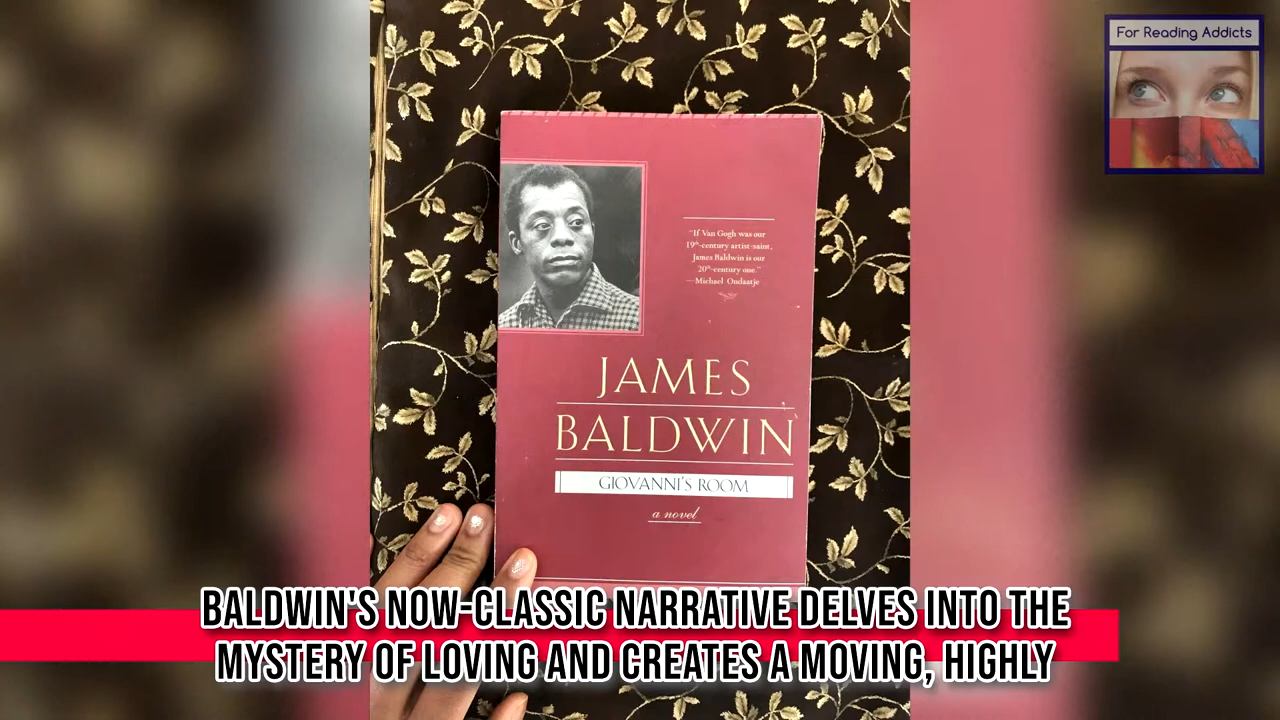 For Reading Addicts
"If Van Gogh was our
19th-century artist-saint,
James Baldwin is our
20th-century one."
—Michael Ondaatje
JAMES
BALDWIN
GIOVANNI'S ROOM
a novel
BALDWIN'S NOW-CLASSIC NARRATIVE DELVES INTO THE
MYSTERY OF LOVING AND CREATES A MOVING, HIGHLY